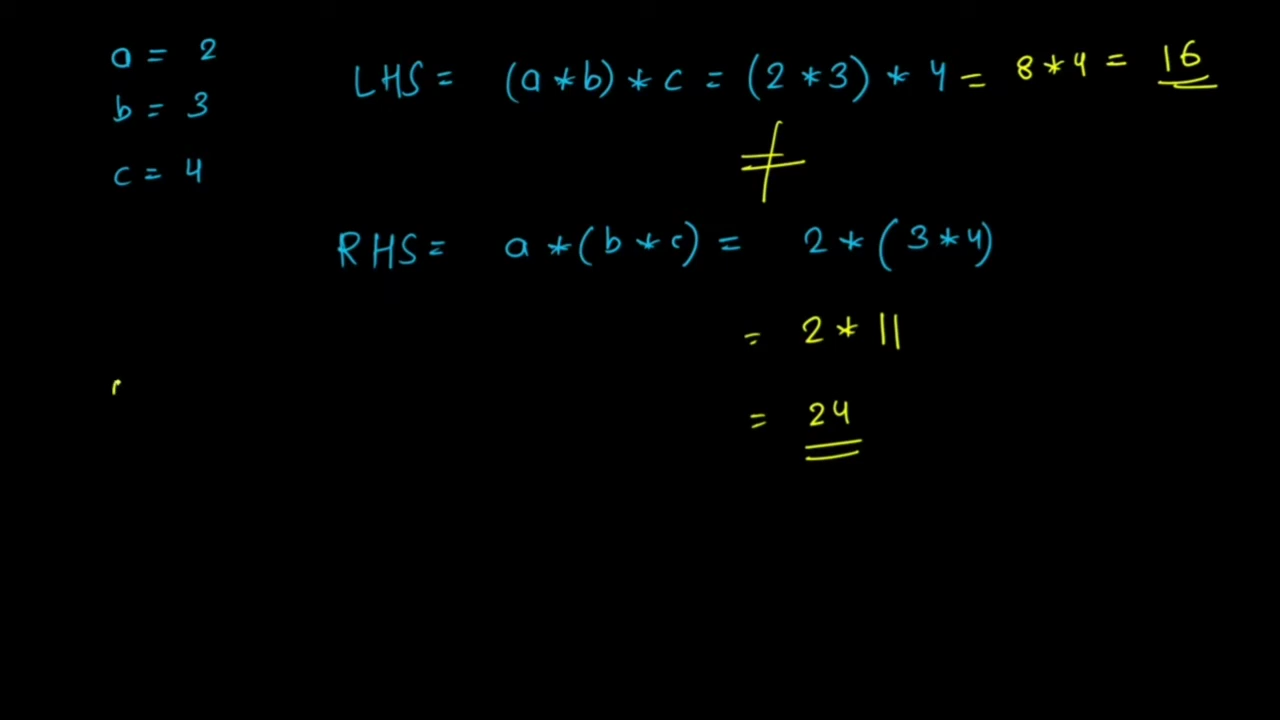 a = 2
b = 3
c = 4
LHS = (a * b) * c = (2 * 3) * 4 = 8 * 4 = 16
≠
RHS = a * (b * c) = 2 * (3 * 4)
= 2 * 11
= 24